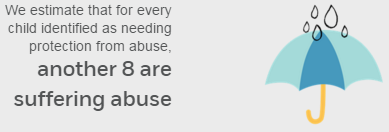 We estimate that for every
child identified as needing
protection from abuse,
another 8 are
suffering abuse